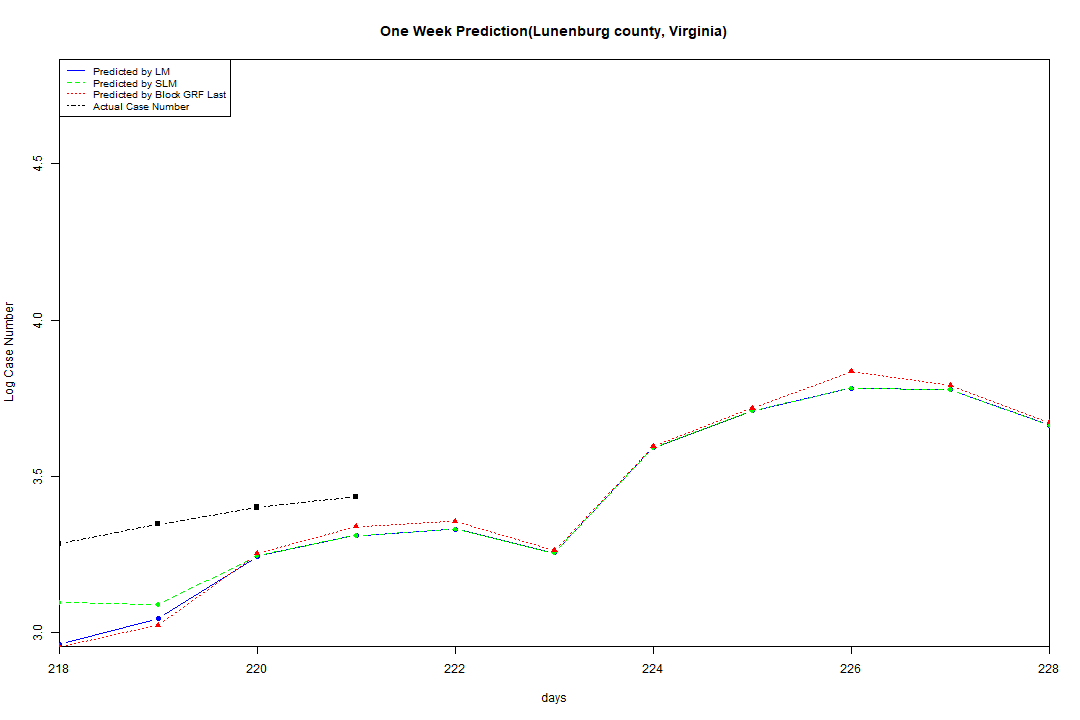 One Week Prediction(Lunenburg county, Virginia)
Predicted by LM
Predicted by SLM
Predicted by Block GRF Last
Actual Case Number
Log Case Number
4.5
4.0
3.5
3.0
218 220 222 224 226 228
days